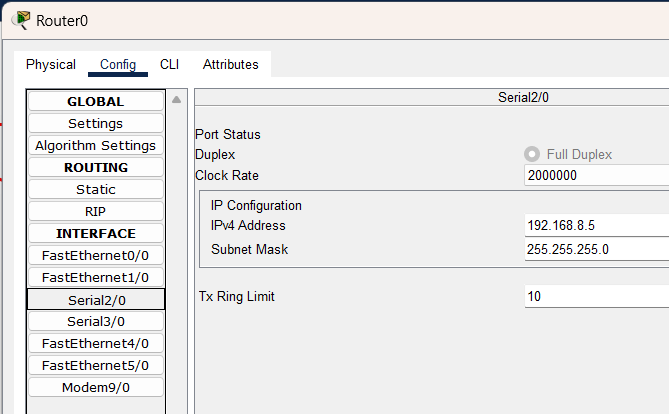 Router0
Physical Config CLI Attributes
GLOBAL
Settings
Algorithm Settings
ROUTING
Static
RIP
INTERFACE
FastEthernet0/0
FastEthernet1/0
Serial2/0
Serial3/0
FastEthernet4/0
FastEthernet5/0
Modem9/0
Serial2/0
Port Status
Duplex Full Duplex
Clock Rate 2000000
IP Configuration
IPv4 Address 192.168.8.5
Subnet Mask 255.255.255.0
Tx Ring Limit 10